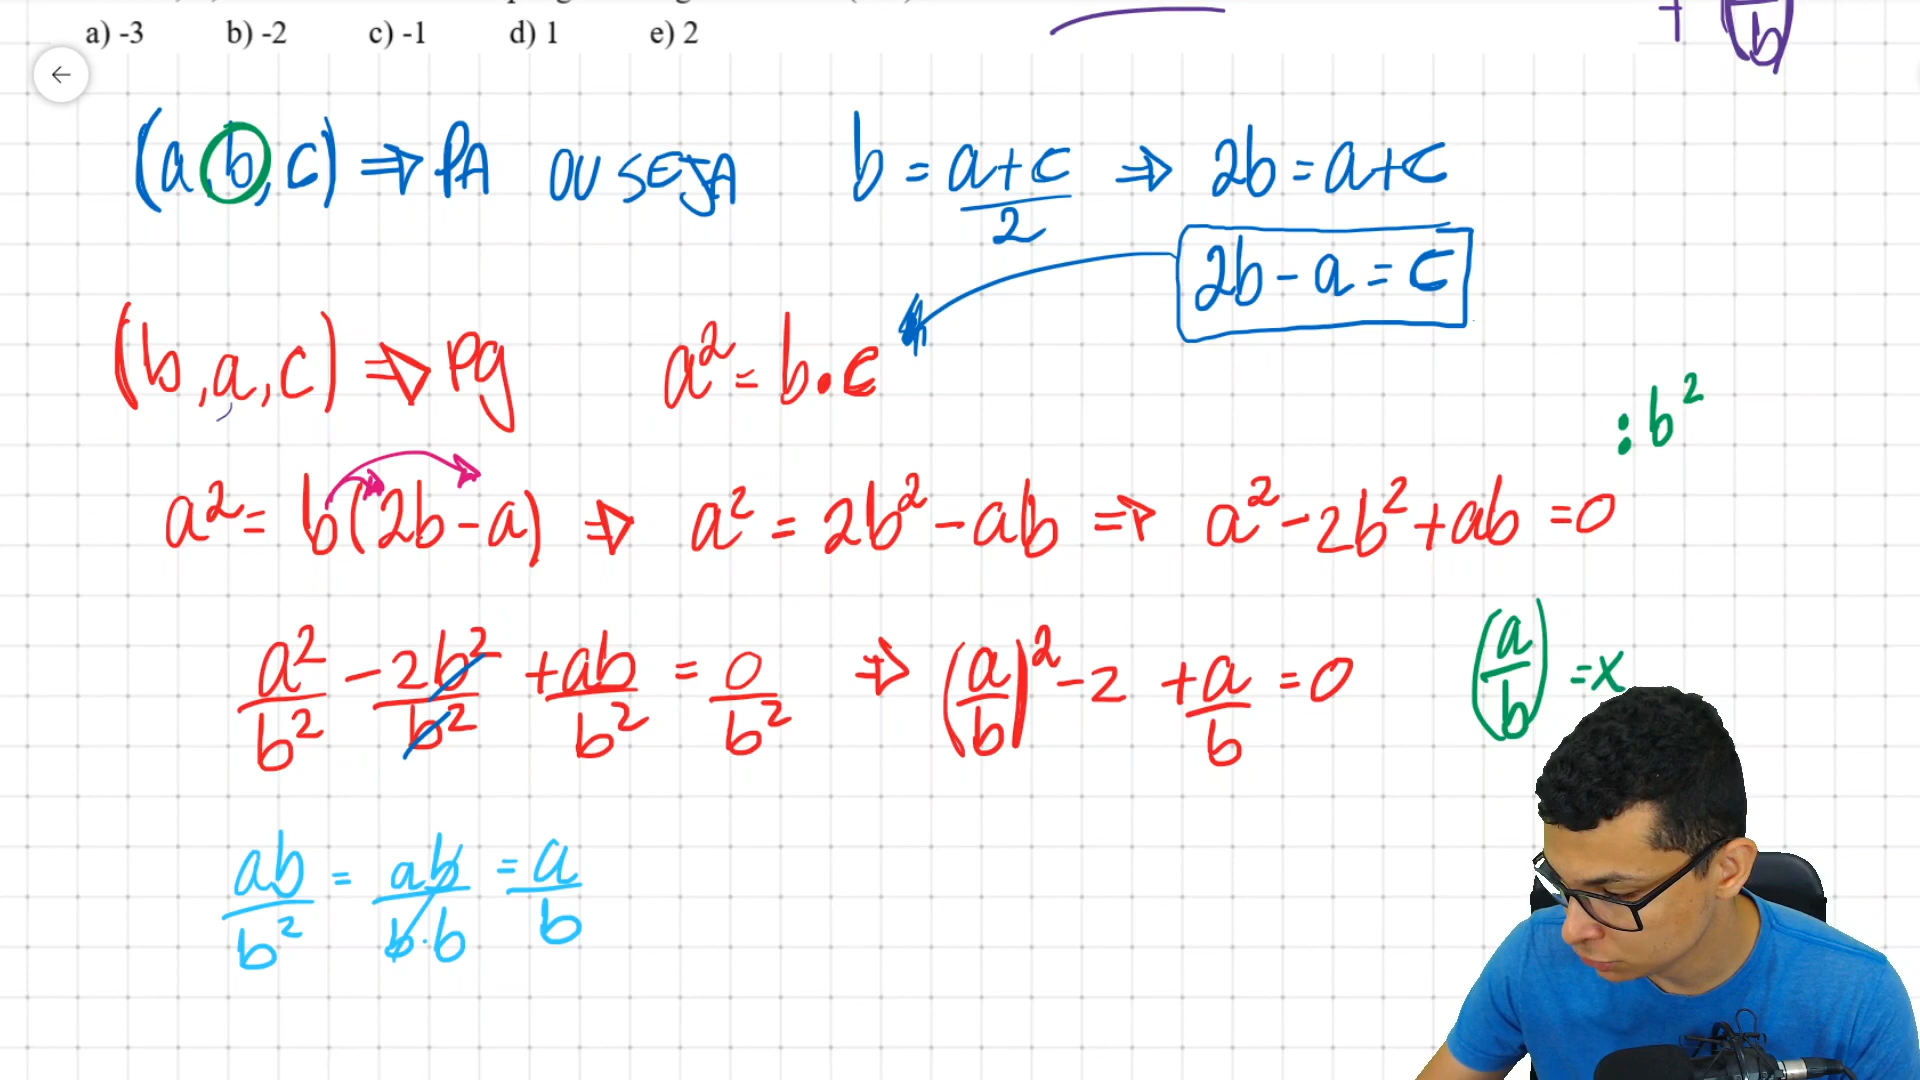 a) -3 b) -2 c) -1 d) 1 e) 2
+ b
(a b, c) ⇒ PA OU SEJA b = a+c/2 ⇒ 2b = a+c
2b - a = c
(b, a, c) ⇒ PG a² = b·c
: b²
a² = b(2b-a) ⇒ a² = 2b² - ab ⇒ a² - 2b² + ab = 0
a²/b² - 2b²/b² + ab/b² = 0/b² ⇒ (a/b)² - 2 + a/b = 0 (a/b) = x
ab/b² = ab/b·b = a/b